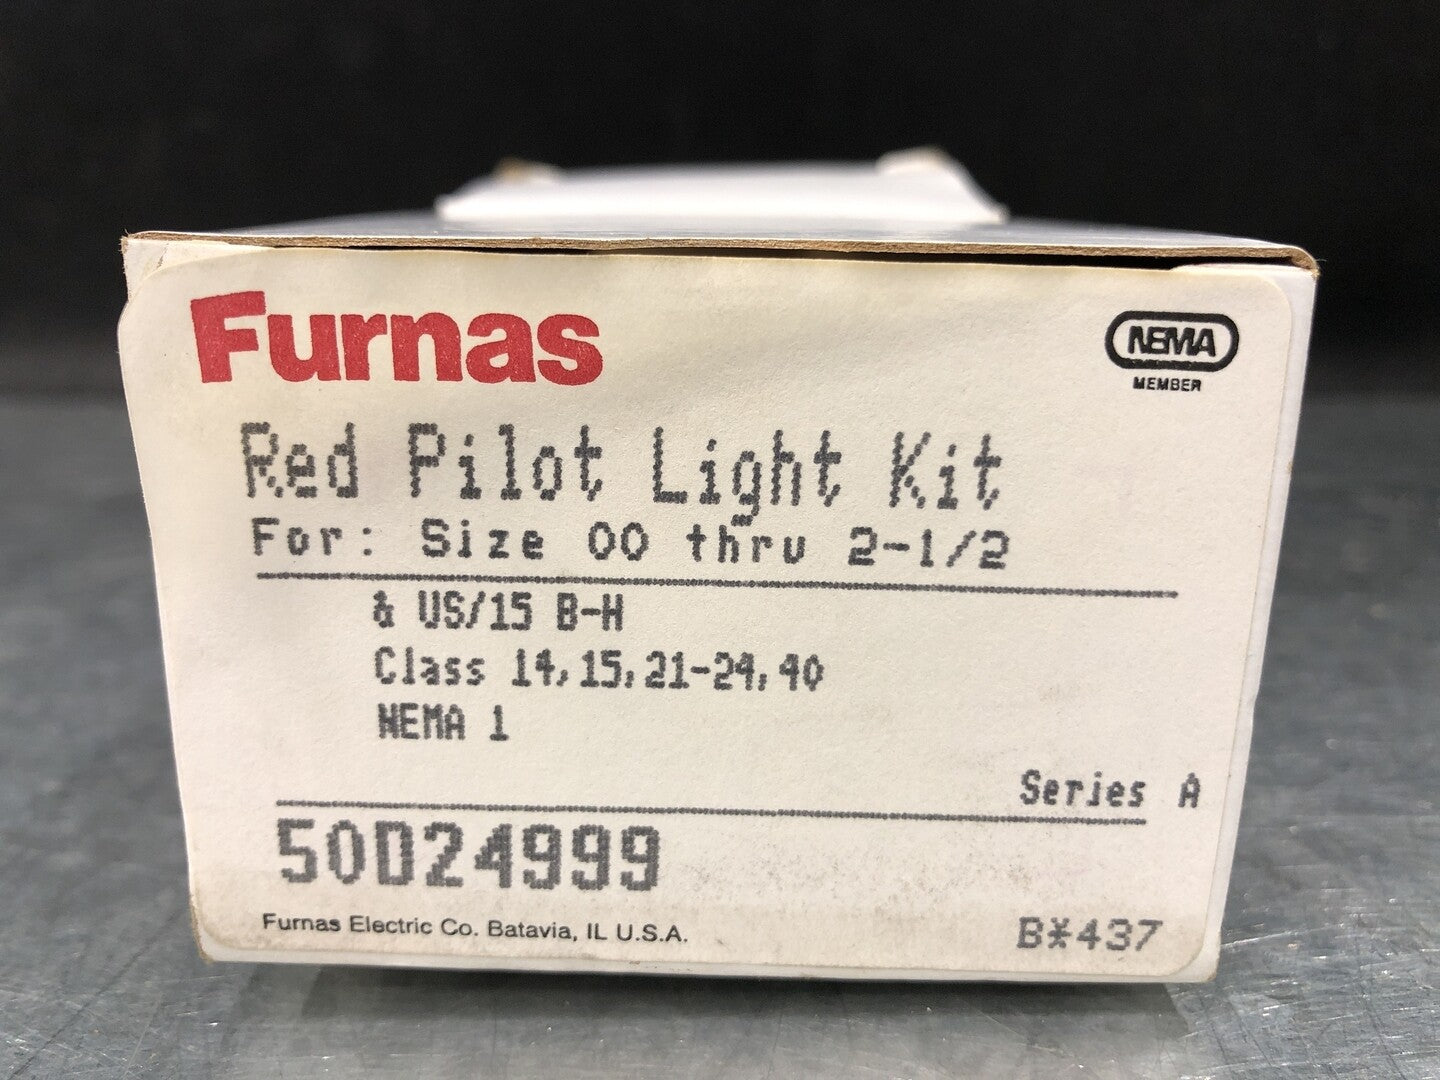 Furnas
NEMA
MEMBER
Red Pilot Light Kit
For: Size 00 thru 2-1/2
& US/15 B-H
Class 14,15,21-24,40
NEMA 1
Series A
50D24999
Furnas Electric Co. Batavia, IL U.S.A.
B*437